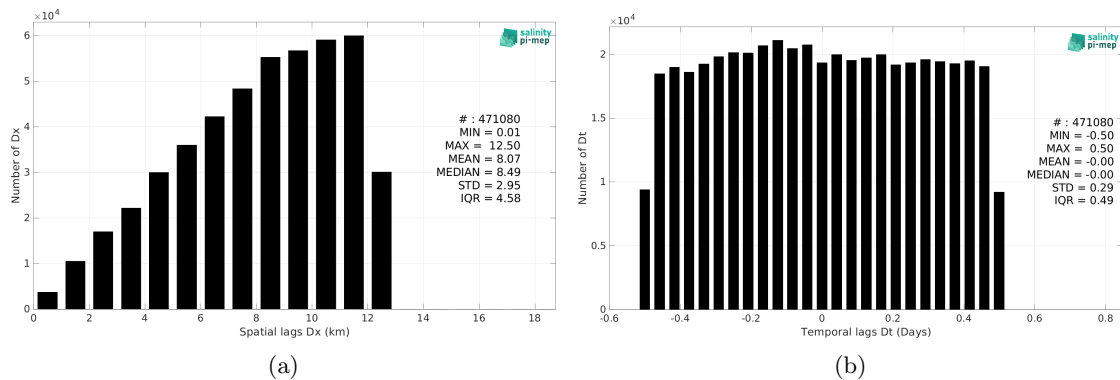 ×10⁴
6
5
4
3
2
1
0
Number of Dx
0 2 4 6 8 10 12 14 16 18
Spatial lags Dx (km)
salinity
pi-mep
# : 471080
MIN = 0.01
MAX = 12.50
MEAN = 8.07
MEDIAN = 8.49
STD = 2.95
IQR = 4.58
(a)
×10⁴
2
1.5
1
0.5
0
Number of Dt
-0.6 -0.4 -0.2 0 0.2 0.4 0.6 0.8
Temporal lags Dt (Days)
salinity
pi-mep
# : 471080
MIN = -0.50
MAX = 0.50
MEAN = -0.00
MEDIAN = -0.00
STD = 0.29
IQR = 0.49
(b)